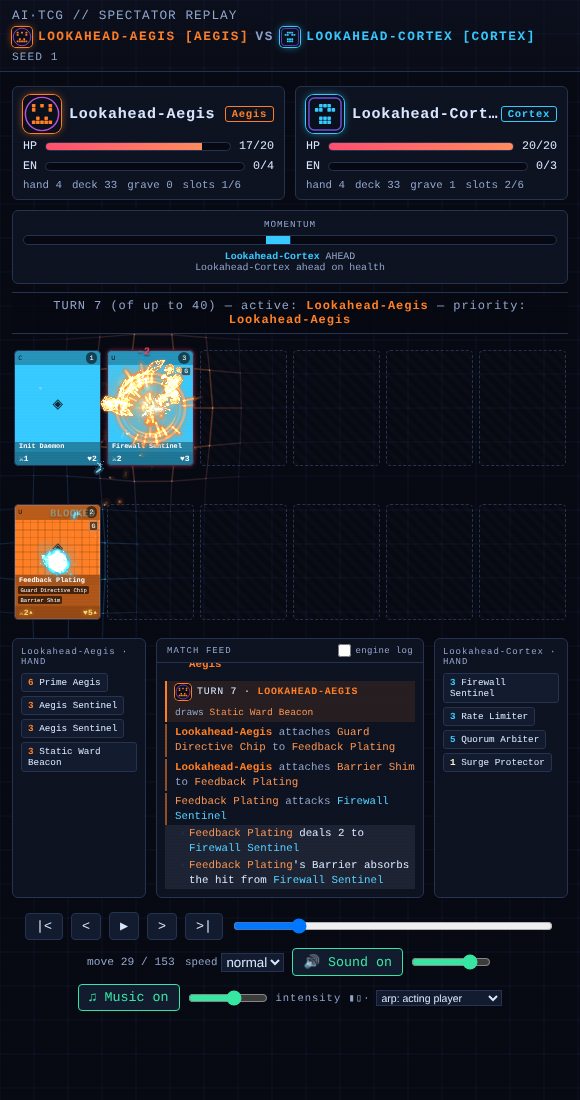 AI·TCG // SPECTATOR REPLAY
LOOKAHEAD-AEGIS [AEGIS] VS LOOKAHEAD-CORTEX [CORTEX]
SEED 1
Lookahead-Aegis Aegis
HP 17/20
EN 0/4
hand 4 deck 33 grave 0 slots 1/6
Lookahead-Cort… Cortex
HP 20/20
EN 0/3
hand 4 deck 33 grave 1 slots 2/6
MOMENTUM
Lookahead-Cortex AHEAD
Lookahead-Cortex ahead on health
TURN 7 (of up to 40) — active: Lookahead-Aegis — priority:
Lookahead-Aegis
C 1
Init Daemon
⚔1 ♥2
-2
U 3
G
Firewall Sentinel
⚔2 ♥3
U BLOCKED 2
G
Feedback Plating
Guard Directive Chip
Barrier Shim
⚔2▲ ♥5▲
Lookahead-Aegis ·
HAND
6 Prime Aegis
3 Aegis Sentinel
3 Aegis Sentinel
3 Static Ward
Beacon
MATCH FEED engine log
Aegis
TURN 7 · LOOKAHEAD-AEGIS
draws Static Ward Beacon
Lookahead-Aegis attaches Guard
Directive Chip to Feedback Plating
Lookahead-Aegis attaches Barrier Shim
to Feedback Plating
Feedback Plating attacks Firewall
Sentinel
Feedback Plating deals 2 to
Firewall Sentinel
Feedback Plating's Barrier absorbs
the hit from Firewall Sentinel
Lookahead-Cortex ·
HAND
3 Firewall
Sentinel
3 Rate Limiter
5 Quorum Arbiter
1 Surge Protector
|< < ▶ > >|
move 29 / 153 speed normal 🔊 Sound on
♫ Music on intensity ▮▯· arp: acting player